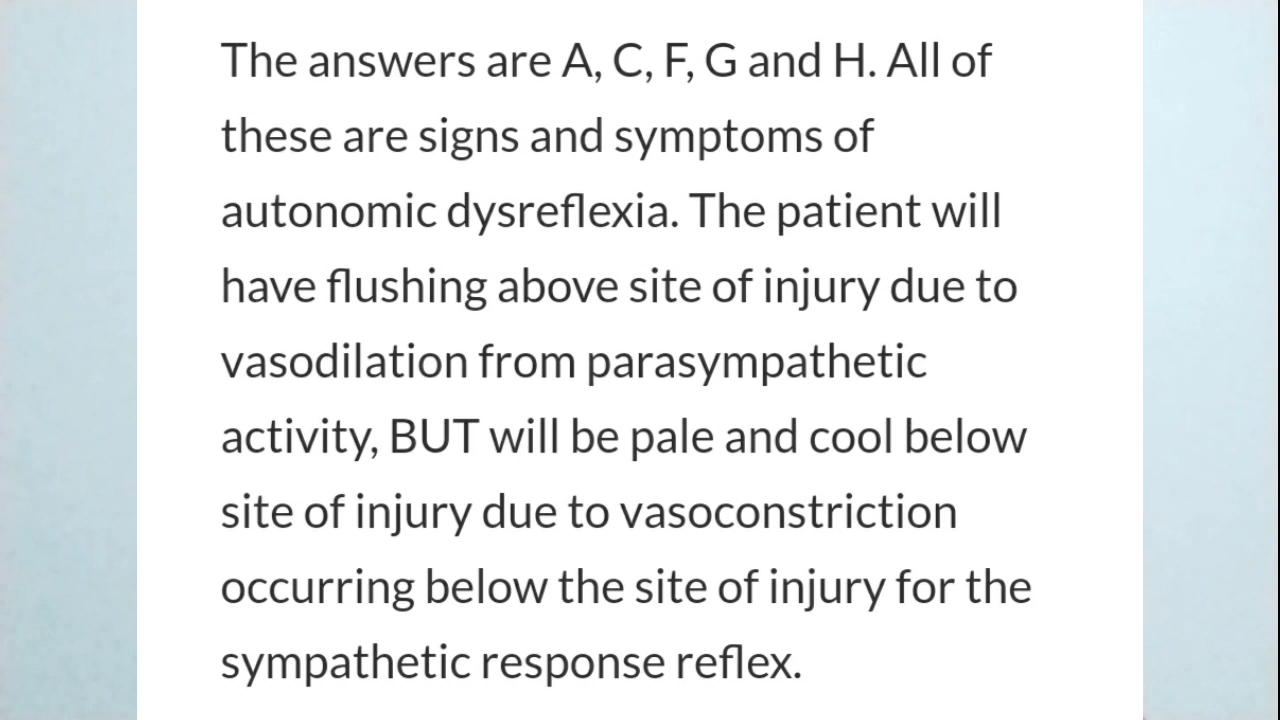 The answers are A, C, F, G and H. All of
these are signs and symptoms of
autonomic dysreflexia. The patient will
have flushing above site of injury due to
vasodilation from parasympathetic
activity, BUT will be pale and cool below
site of injury due to vasoconstriction
occurring below the site of injury for the
sympathetic response reflex.